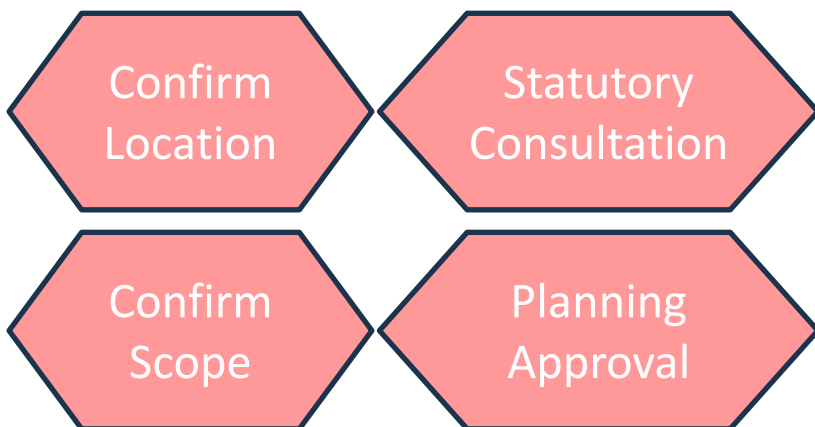 Confirm
Location
Statutory
Consultation
Confirm
Scope
Planning
Approval